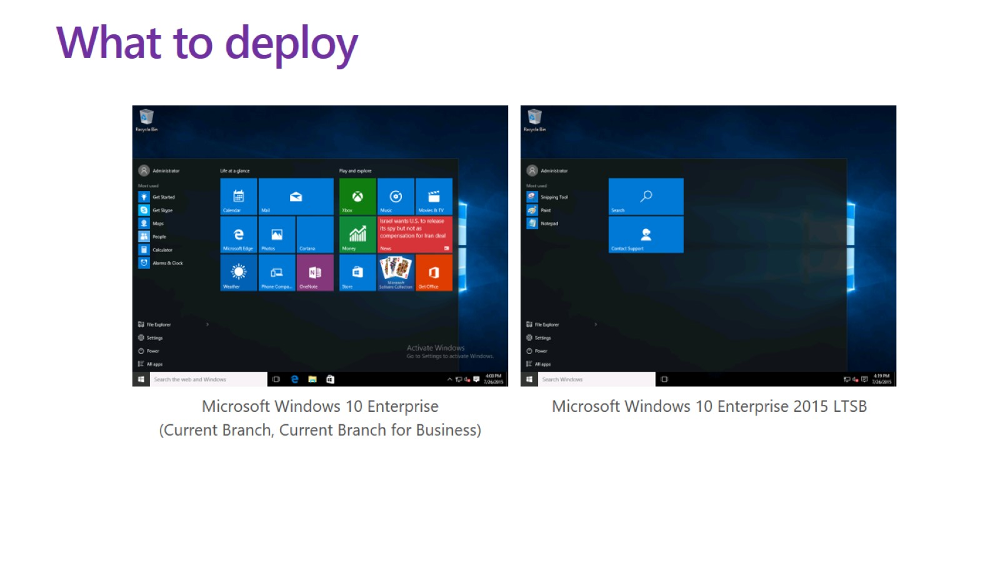 What to deploy
Recycle Bin
Administrator
Most used
Get Started
Get Skype
Maps
People
Calculator
Alarms & Clock
File Explorer
Settings
Power
All apps
Life at a glance
Calendar
Mail
Microsoft Edge
Photos
Cortana
Weather
Phone Compa...
OneNote
Play and explore
Xbox
Music
Movies & TV
Money
Israel wants U.S. to release
its spy but not as
compensation for Iran deal
News
Store
Microsoft
Solitaire Collection
Get Office
Activate Windows
Go to Settings to activate Windows.
Search the web and Windows
4:00 PM
7/26/2015
Microsoft Windows 10 Enterprise
(Current Branch, Current Branch for Business)
Recycle Bin
Administrator
Most used
Snipping Tool
Paint
Notepad
File Explorer
Settings
Power
All apps
Search
Contact Support
Search Windows
4:19 PM
7/26/2015
Microsoft Windows 10 Enterprise 2015 LTSB